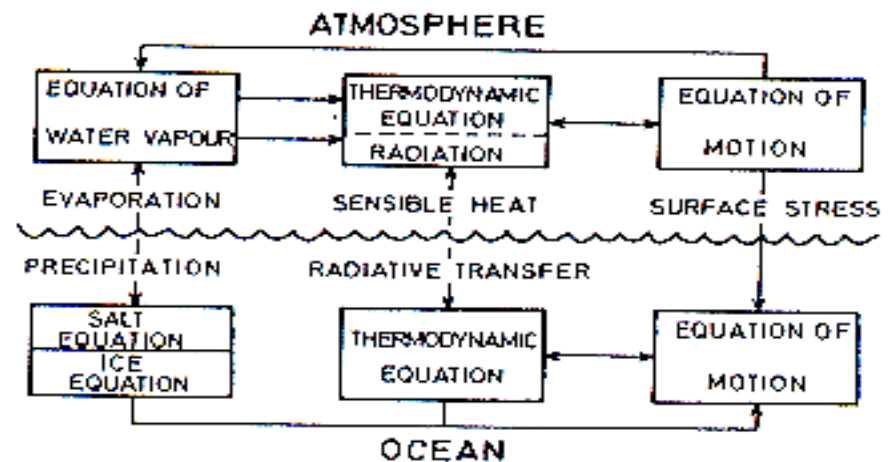 ATMOSPHERE
EQUATION OF
WATER VAPOUR
THERMODYNAMIC
EQUATION
RADIATION
EQUATION OF
MOTION
EVAPORATION
SENSIBLE HEAT
SURFACE STRESS
PRECIPITATION
RADIATIVE TRANSFER
SALT
EQUATION
ICE
EQUATION
THERMODYNAMIC
EQUATION
EQUATION OF
MOTION
OCEAN